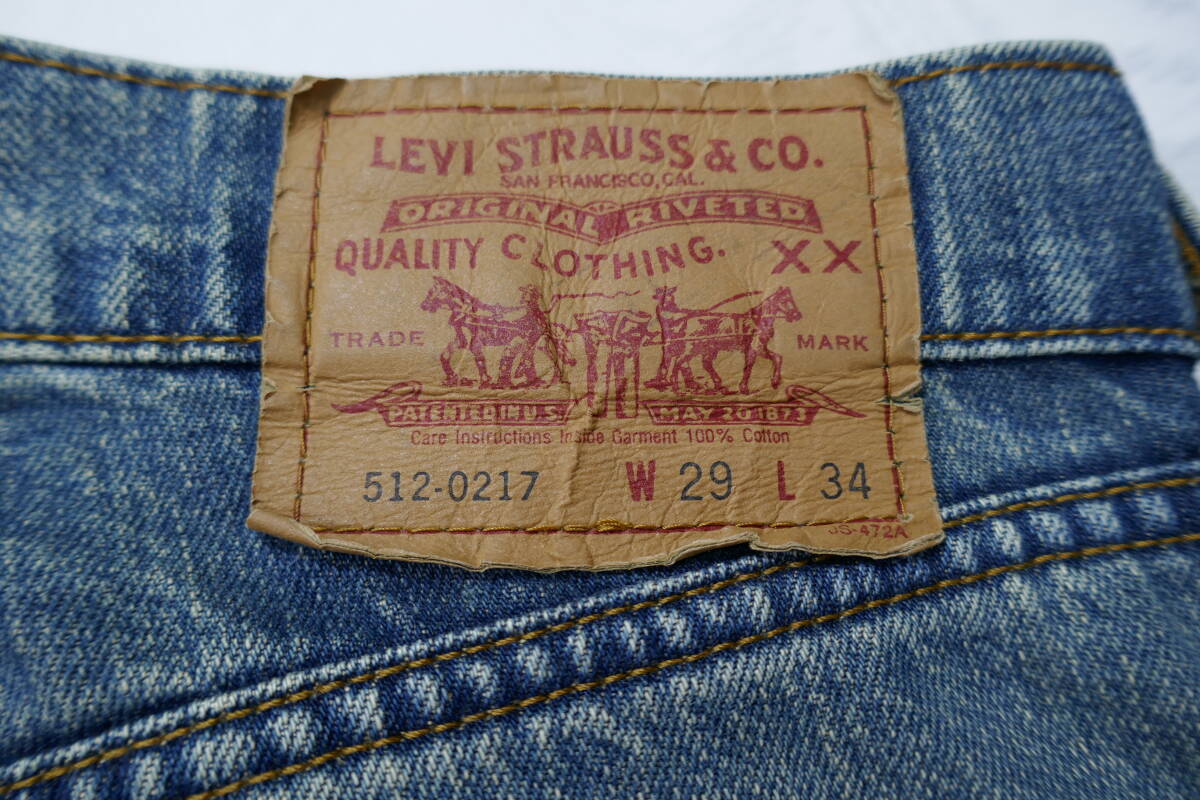 LEVI STRAUSS & CO.
SAN FRANCISCO, CAL.
ORIGINAL RIVETED
QUALITY CLOTHING. XX
TRADE MARK
PATENTED IN U.S. MAY 20 1873
Care Instructions Inside Garment 100% Cotton
512-0217 W 29 L 34
SS-472A